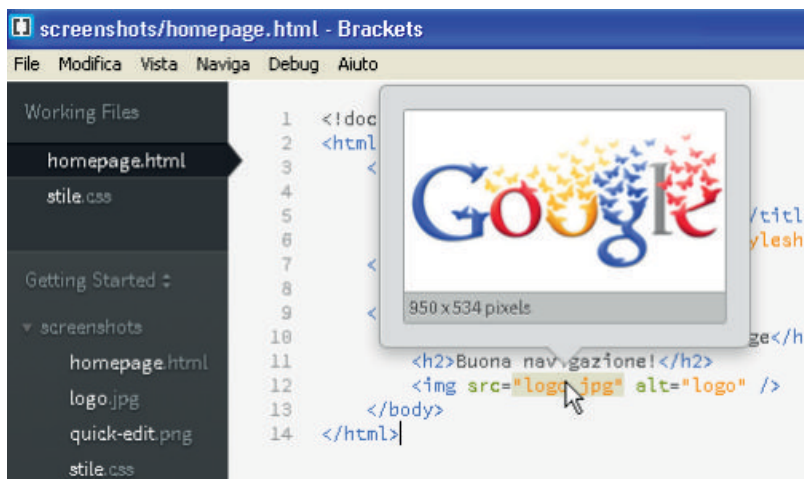 screenshots/homepage.html - Brackets
File Modifica Vista Naviga Debug Aiuto
Working Files
homepage.html
stile.css
Getting Started
screenshots
homepage.html
logo.jpg
quick-edit.png
stile.css
1 <!doc
2 <html
3 <
4
5 /titl
6 ylesh
7 <
8
9 <
10 ge</h
11 <h2>Buona navigazione!</h2>
12 <img src="logo.jpg" alt="logo" />
13 </body>
14 </html>
Google
950 x 534 pixels